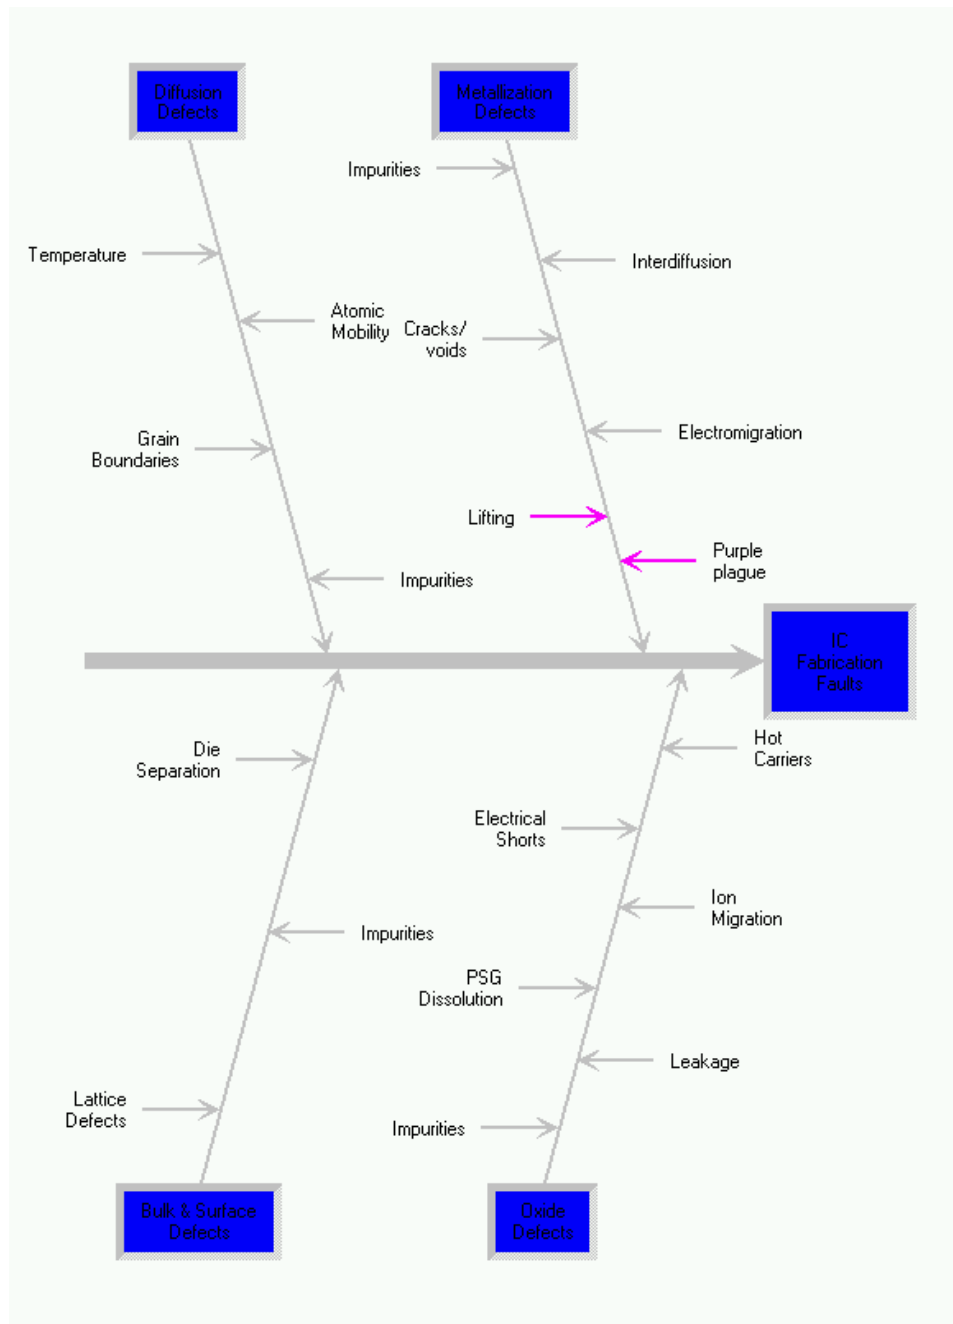 Diffusion
Defects
Metallization
Defects
Impurities
Temperature
Interdiffusion
Atomic
Mobility
Cracks/
voids
Grain
Boundaries
Electromigration
Lifting
Purple
plague
Impurities
IC
Fabrication
Faults
Die
Separation
Hot
Carriers
Electrical
Shorts
Ion
Migration
Impurities
PSG
Dissolution
Leakage
Lattice
Defects
Impurities
Bulk & Surface
Defects
Oxide
Defects